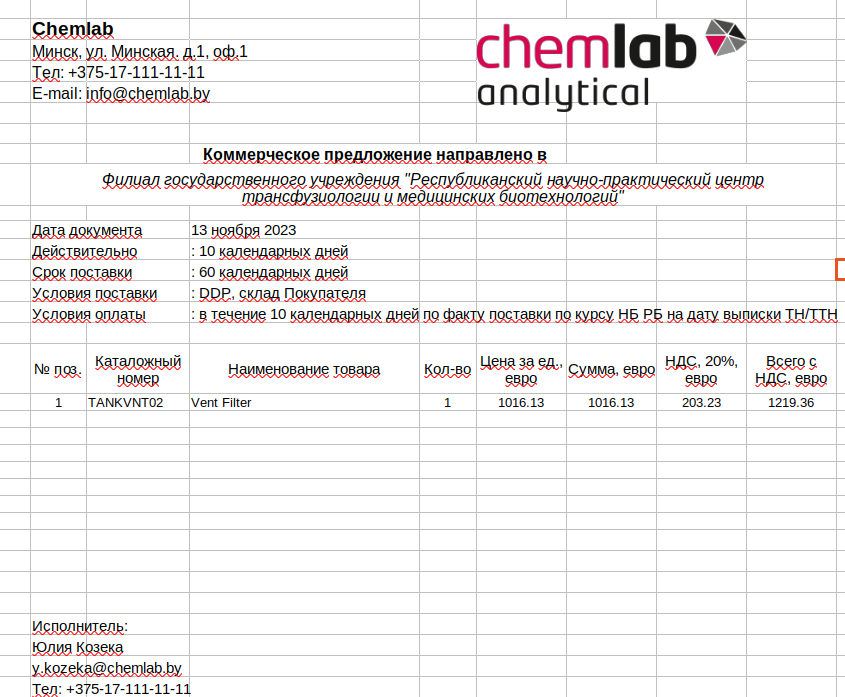 Chemlab
Минск, ул. Минская. д.1, оф.1
Тел: +375-17-111-11-11
E-mail: info@chemlab.by
chemlab
analytical
Коммерческое предложение направлено в
Филиал государственного учреждения "Республиканский научно-практический центр
трансфузиологии и медицинских биотехнологий"
Дата документа 13 ноября 2023
Действительно : 10 календарных дней
Срок поставки : 60 календарных дней
Условия поставки : DDP, склад Покупателя
Условия оплаты : в течение 10 календарных дней по факту поставки по курсу НБ РБ на дату выписки ТН/ТТН
№ поз. Каталожный номер Наименование товара Кол-во Цена за ед., евро Сумма, евро НДС, 20%, евро Всего с НДС, евро
1 TANKVNT02 Vent Filter 1 1016.13 1016.13 203.23 1219.36
Исполнитель:
Юлия Козека
y.kozeka@chemlab.by
Тел: +375-17-111-11-11